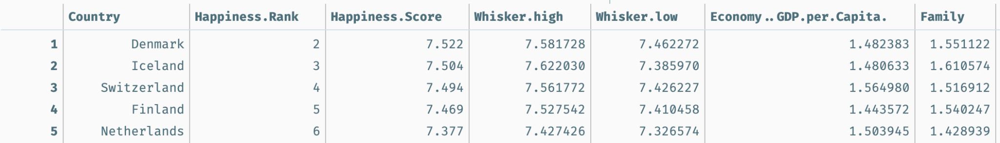 Country Happiness.Rank Happiness.Score Whisker.high Whisker.low Economy..GDP.per.Capita. Family
1 Denmark 2 7.522 7.581728 7.462272 1.482383 1.551122
2 Iceland 3 7.504 7.622030 7.385970 1.480633 1.610574
3 Switzerland 4 7.494 7.561772 7.426227 1.564980 1.516912
4 Finland 5 7.469 7.527542 7.410458 1.443572 1.540247
5 Netherlands 6 7.377 7.427426 7.326574 1.503945 1.428939